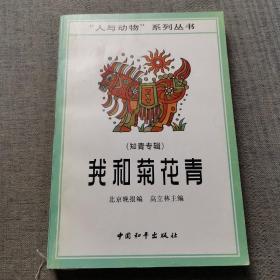 “人与动物”系列丛书
(知青专辑)
我和菊花青
北京晚报编 高立林主编
中国和平出版社